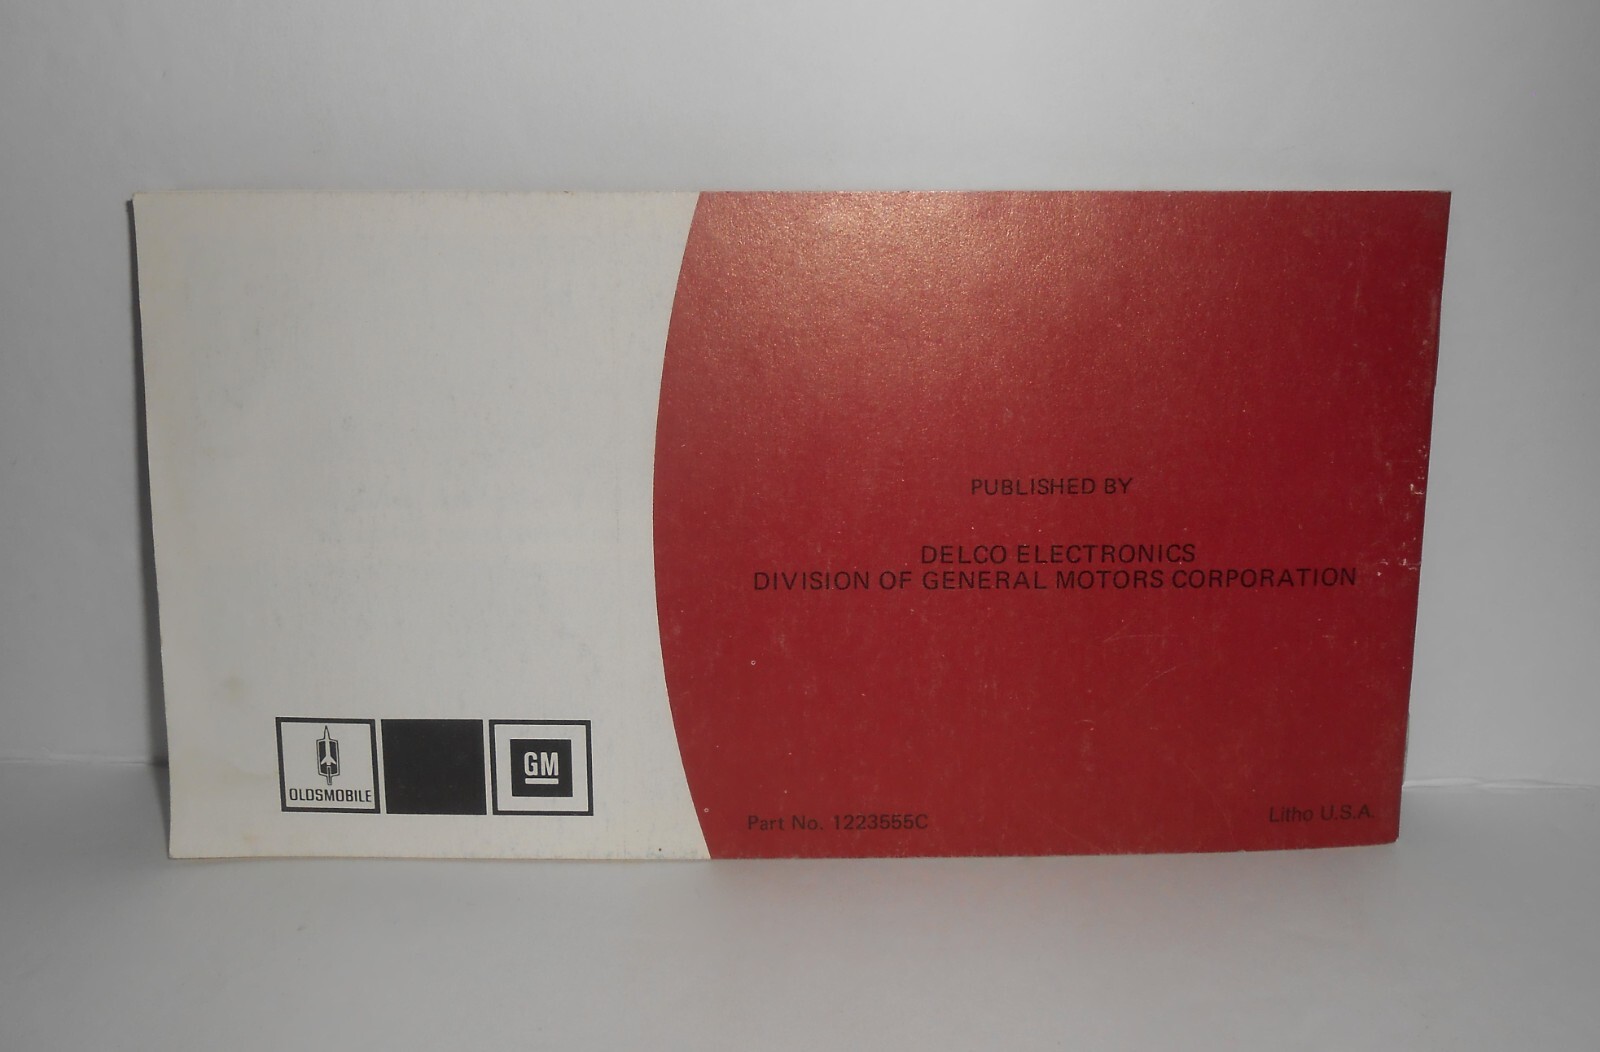 PUBLISHED BY
DELCO ELECTRONICS
DIVISION OF GENERAL MOTORS CORPORATION
OLDSMOBILE
GM
Part No. 1223555C
Litho U.S.A.